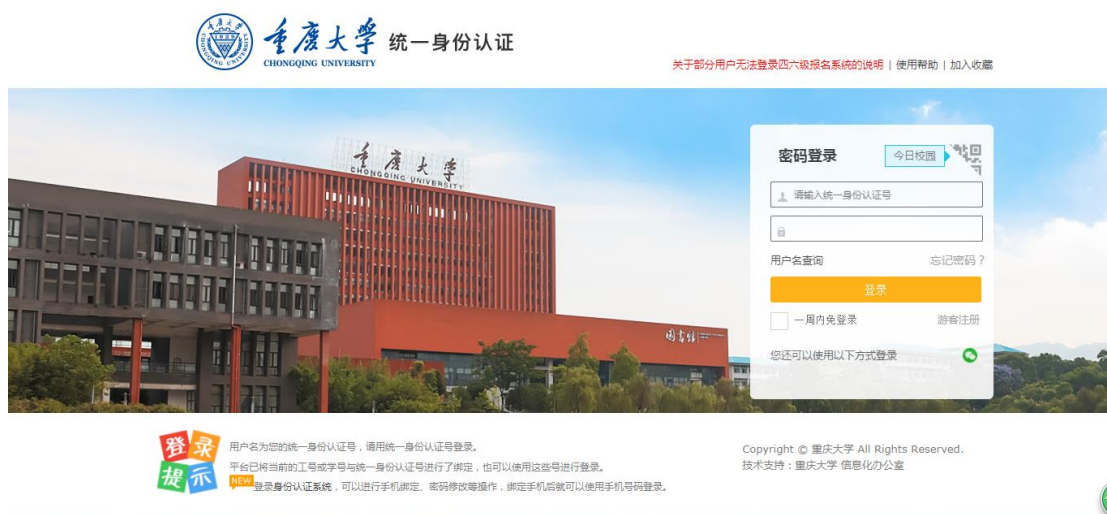 重庆大学 统一身份认证
CHONGQING UNIVERSITY
关于部分用户无法登录四六级报名系统的说明 | 使用帮助 | 加入收藏
重庆大学
CHONGQING UNIVERSITY
图书馆
密码登录
今日校园
请输入统一身份认证号
用户名查询
忘记密码？
登录
一周内免登录
游客注册
您还可以使用以下方式登录
登录提示
用户名为您的统一身份认证号，请用统一身份认证号登录。
平台已将当前的工号或学号与统一身份认证号进行了绑定，也可以使用这些号进行登录。
NEW 登录身份认证系统，可以进行手机绑定、密码修改等操作，绑定手机后就可以使用手机号码登录。
Copyright © 重庆大学 All Rights Reserved.
技术支持：重庆大学 信息化办公室